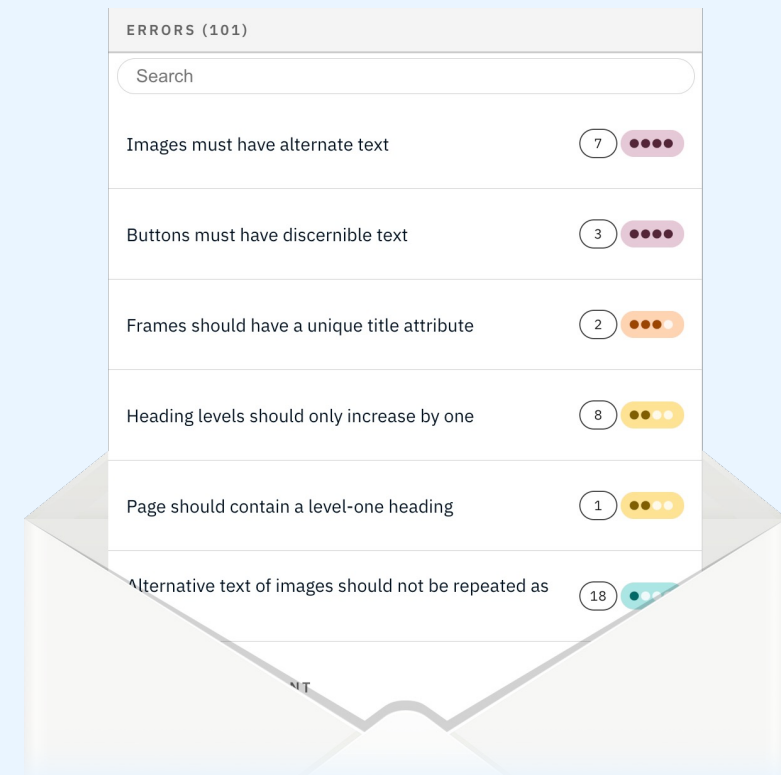 ERRORS (101)
Search
Images must have alternate text 7
Buttons must have discernible text 3
Frames should have a unique title attribute 2
Heading levels should only increase by one 8
Page should contain a level-one heading 1
Alternative text of images should not be repeated as 18